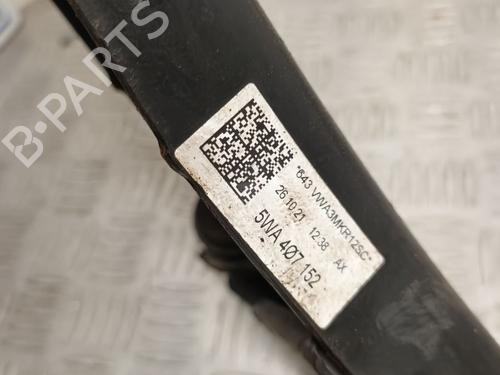 *643 VWA3MKR12SC*
26.10.21 12:38 AX
5WA 407 152
B-PARTS